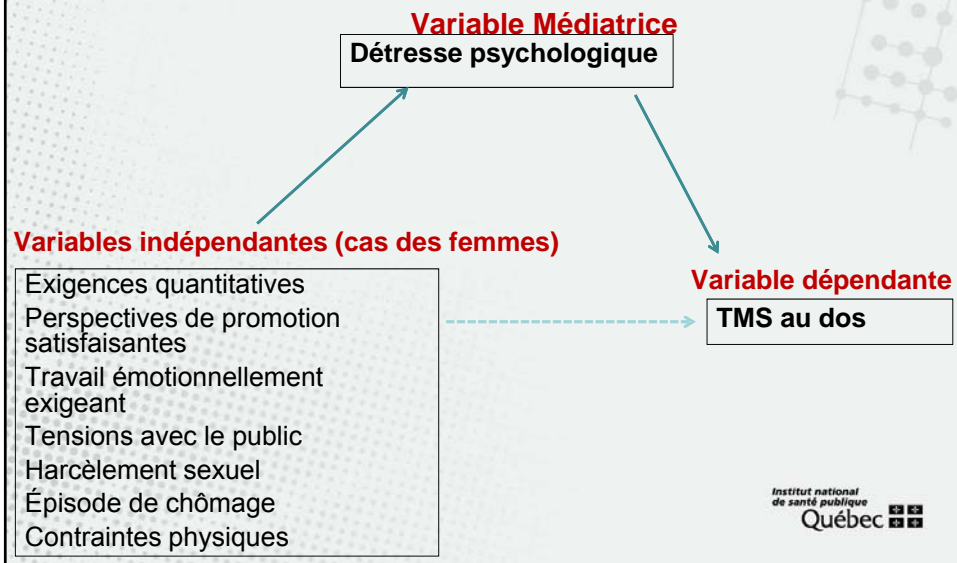 Variable Médiatrice
Détresse psychologique
Variables indépendantes (cas des femmes)
Exigences quantitatives
Perspectives de promotion
satisfaisantes
Travail émotionnellement
exigeant
Tensions avec le public
Harcèlement sexuel
Épisode de chômage
Contraintes physiques
Variable dépendante
TMS au dos
Institut national
de santé publique
Québec